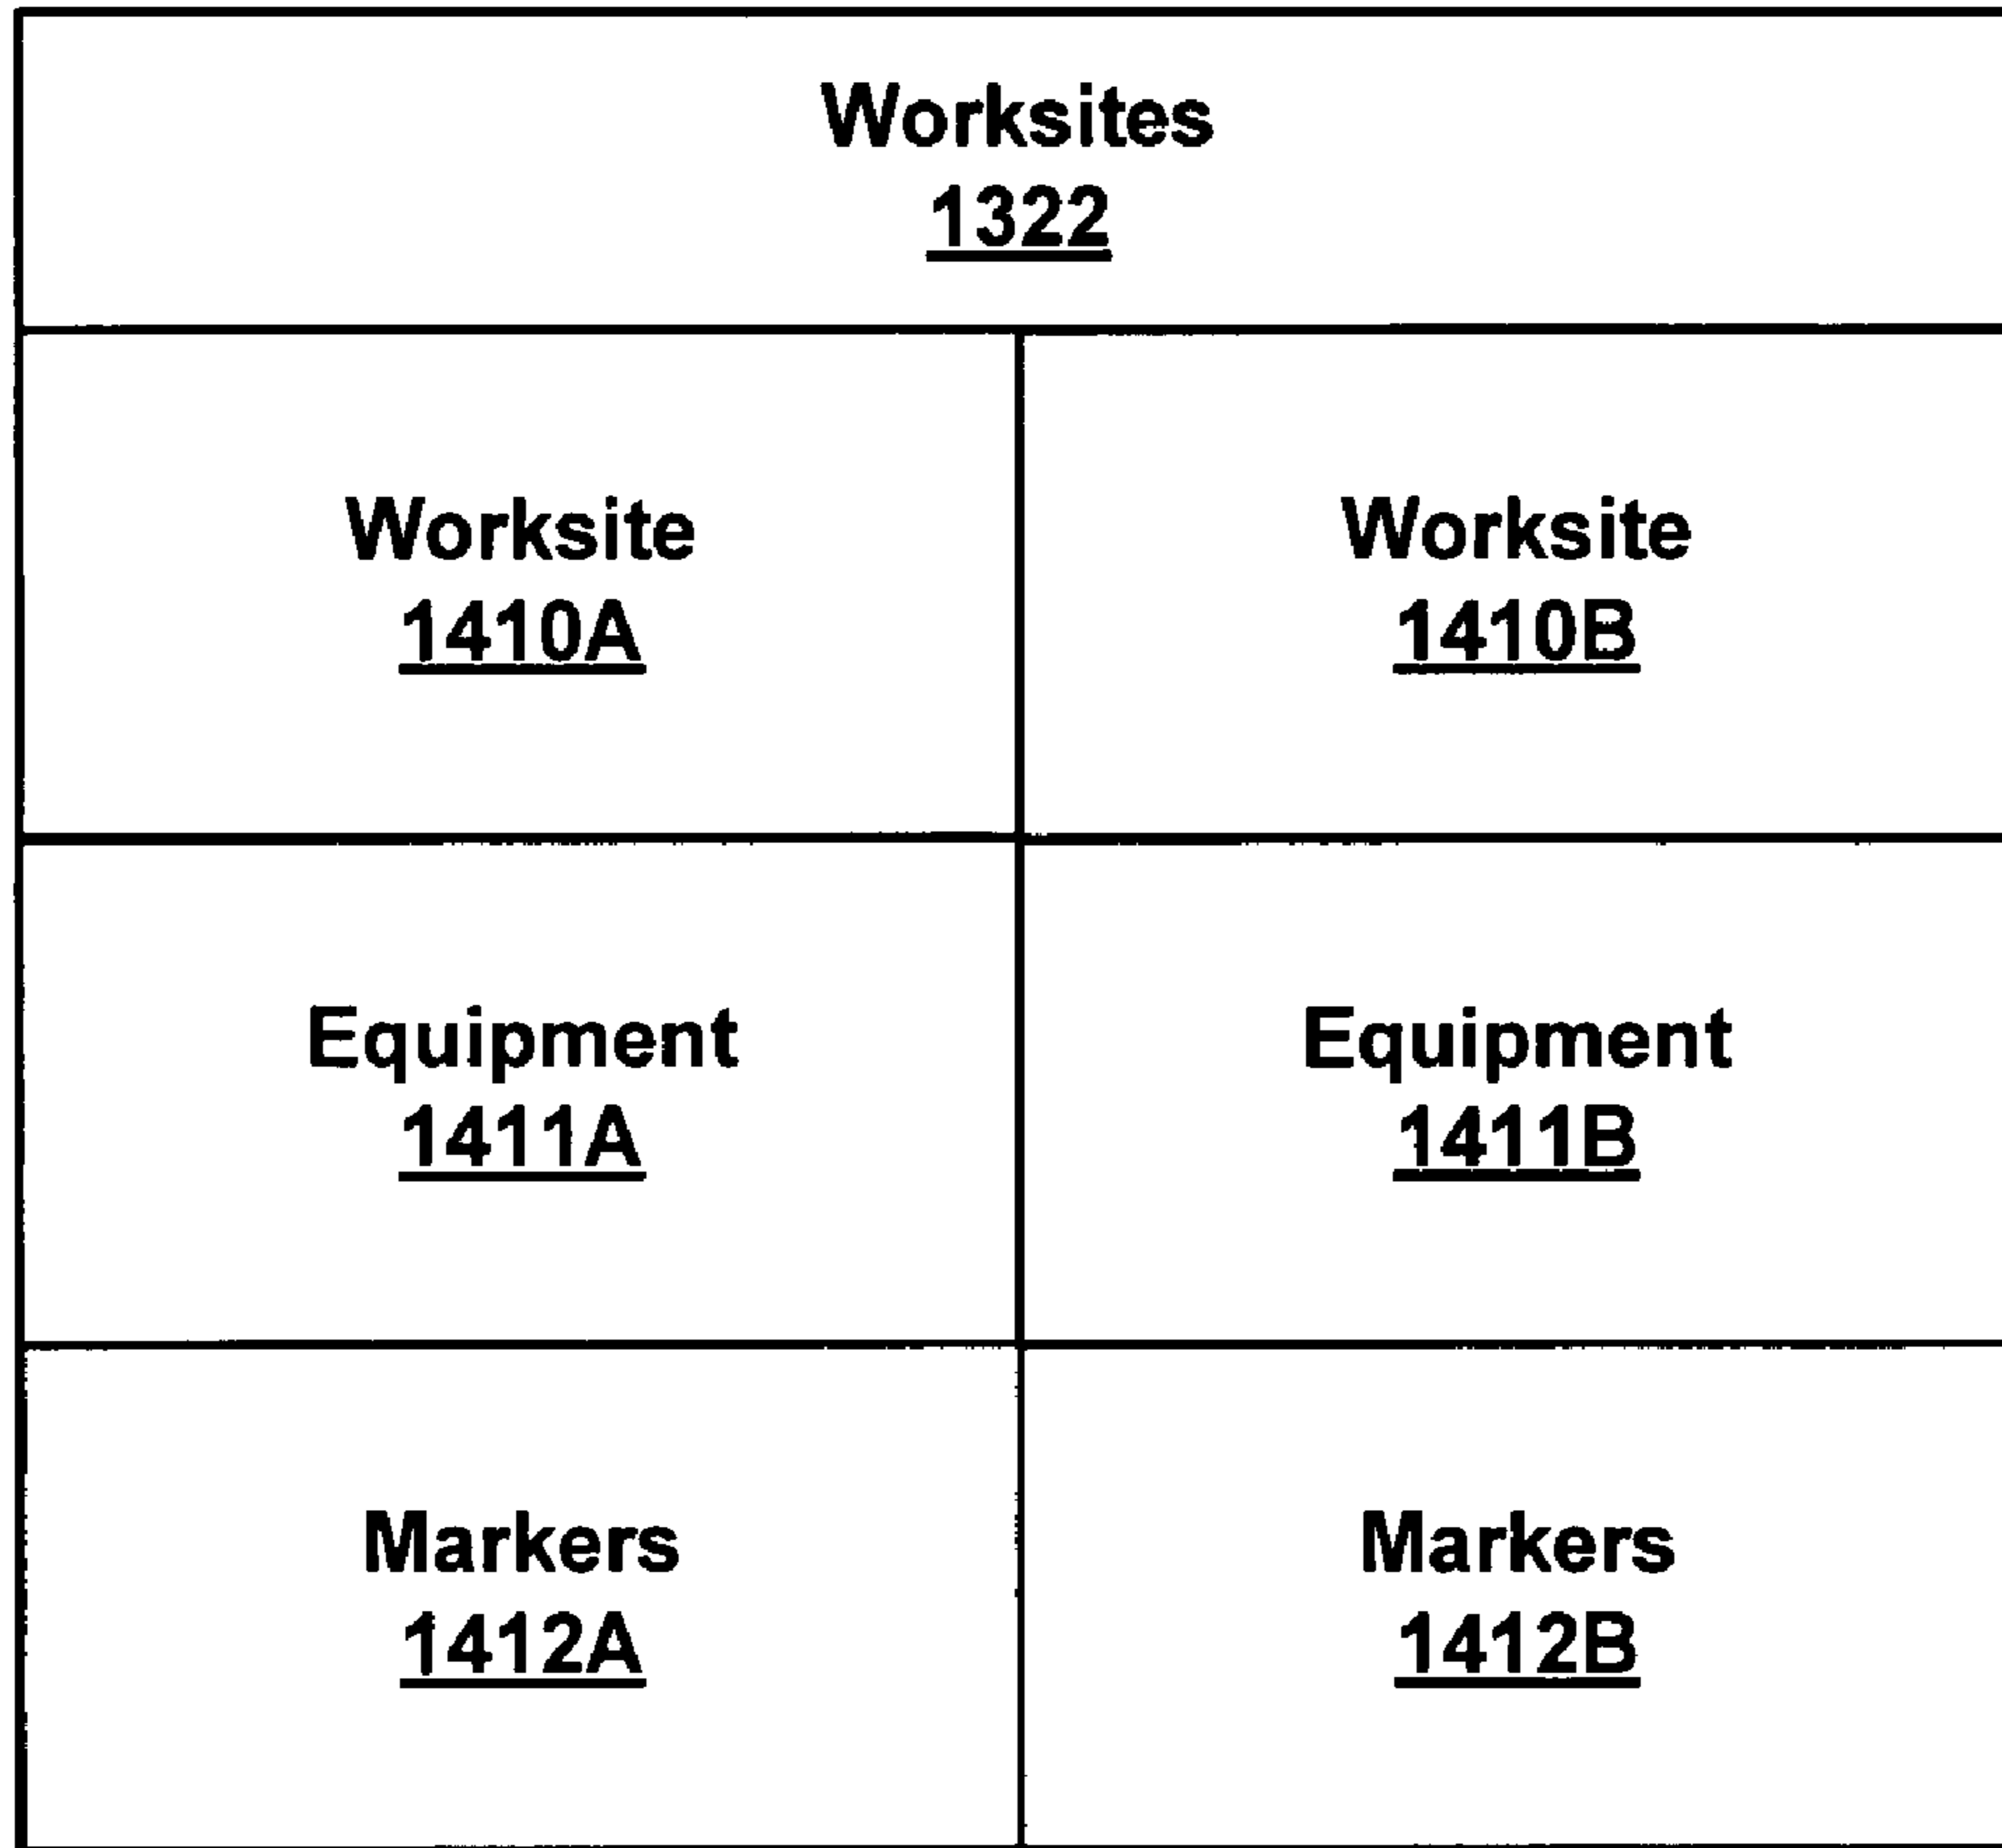 Worksites
1322
Worksite
1410A
Worksite
1410B
Equipment
1411A
Equipment
1411B
Markers
1412A
Markers
1412B